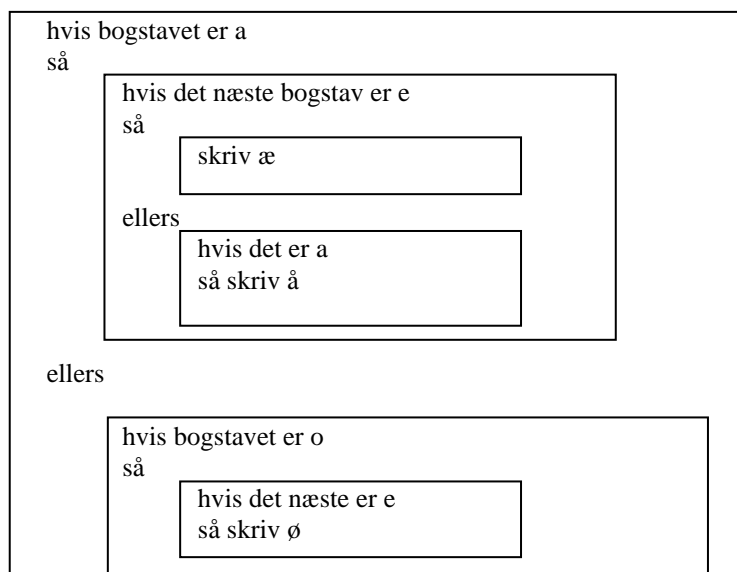 hvis bogstavet er a
så
hvis det næste bogstav er e
så
skriv æ
ellers
hvis det er a
så skriv å
ellers
hvis bogstavet er o
så
hvis det næste er e
så skriv ø